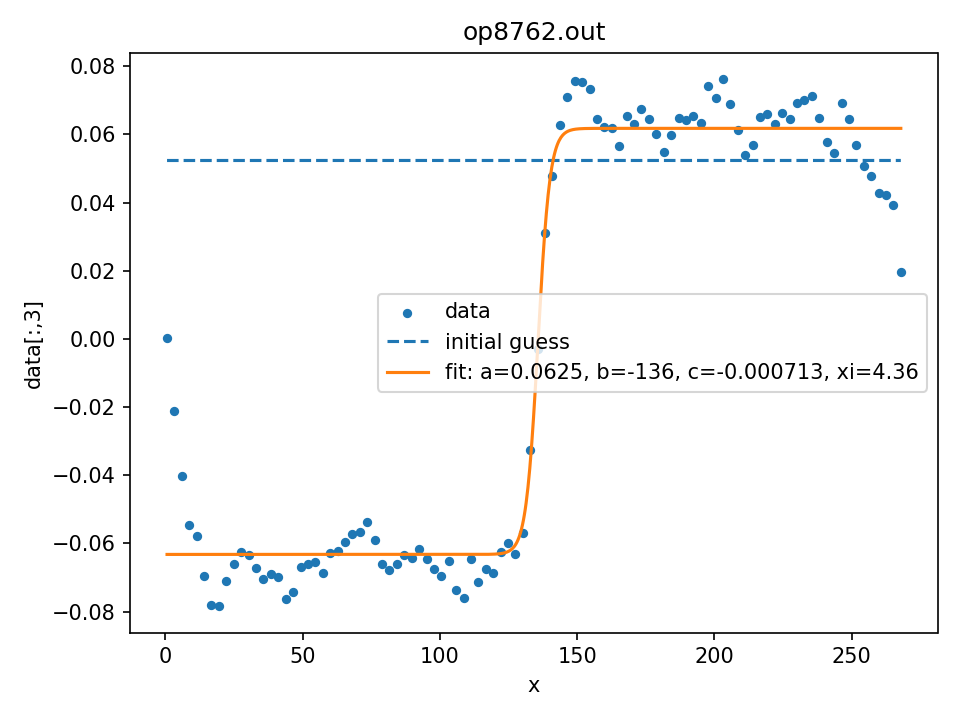 op8762.out
0.08
0.06
0.04
0.02
0.00
−0.02
−0.04
−0.06
−0.08
data[:,3]
data
initial guess
fit: a=0.0625, b=-136, c=-0.000713, xi=4.36
0 50 100 150 200 250
x